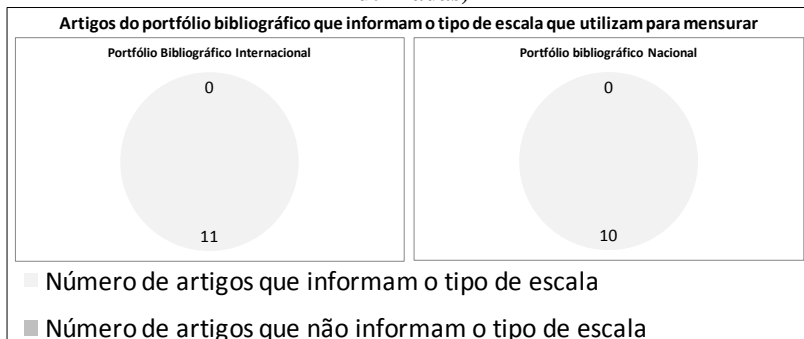 Artigos do portfólio bibliográfico que informam o tipo de escala que utilizam para mensurar
Portfólio Bibliográfico Internacional
Portfólio bibliográfico Nacional
0
0
11
10
Número de artigos que informam o tipo de escala
Número de artigos que não informam o tipo de escala